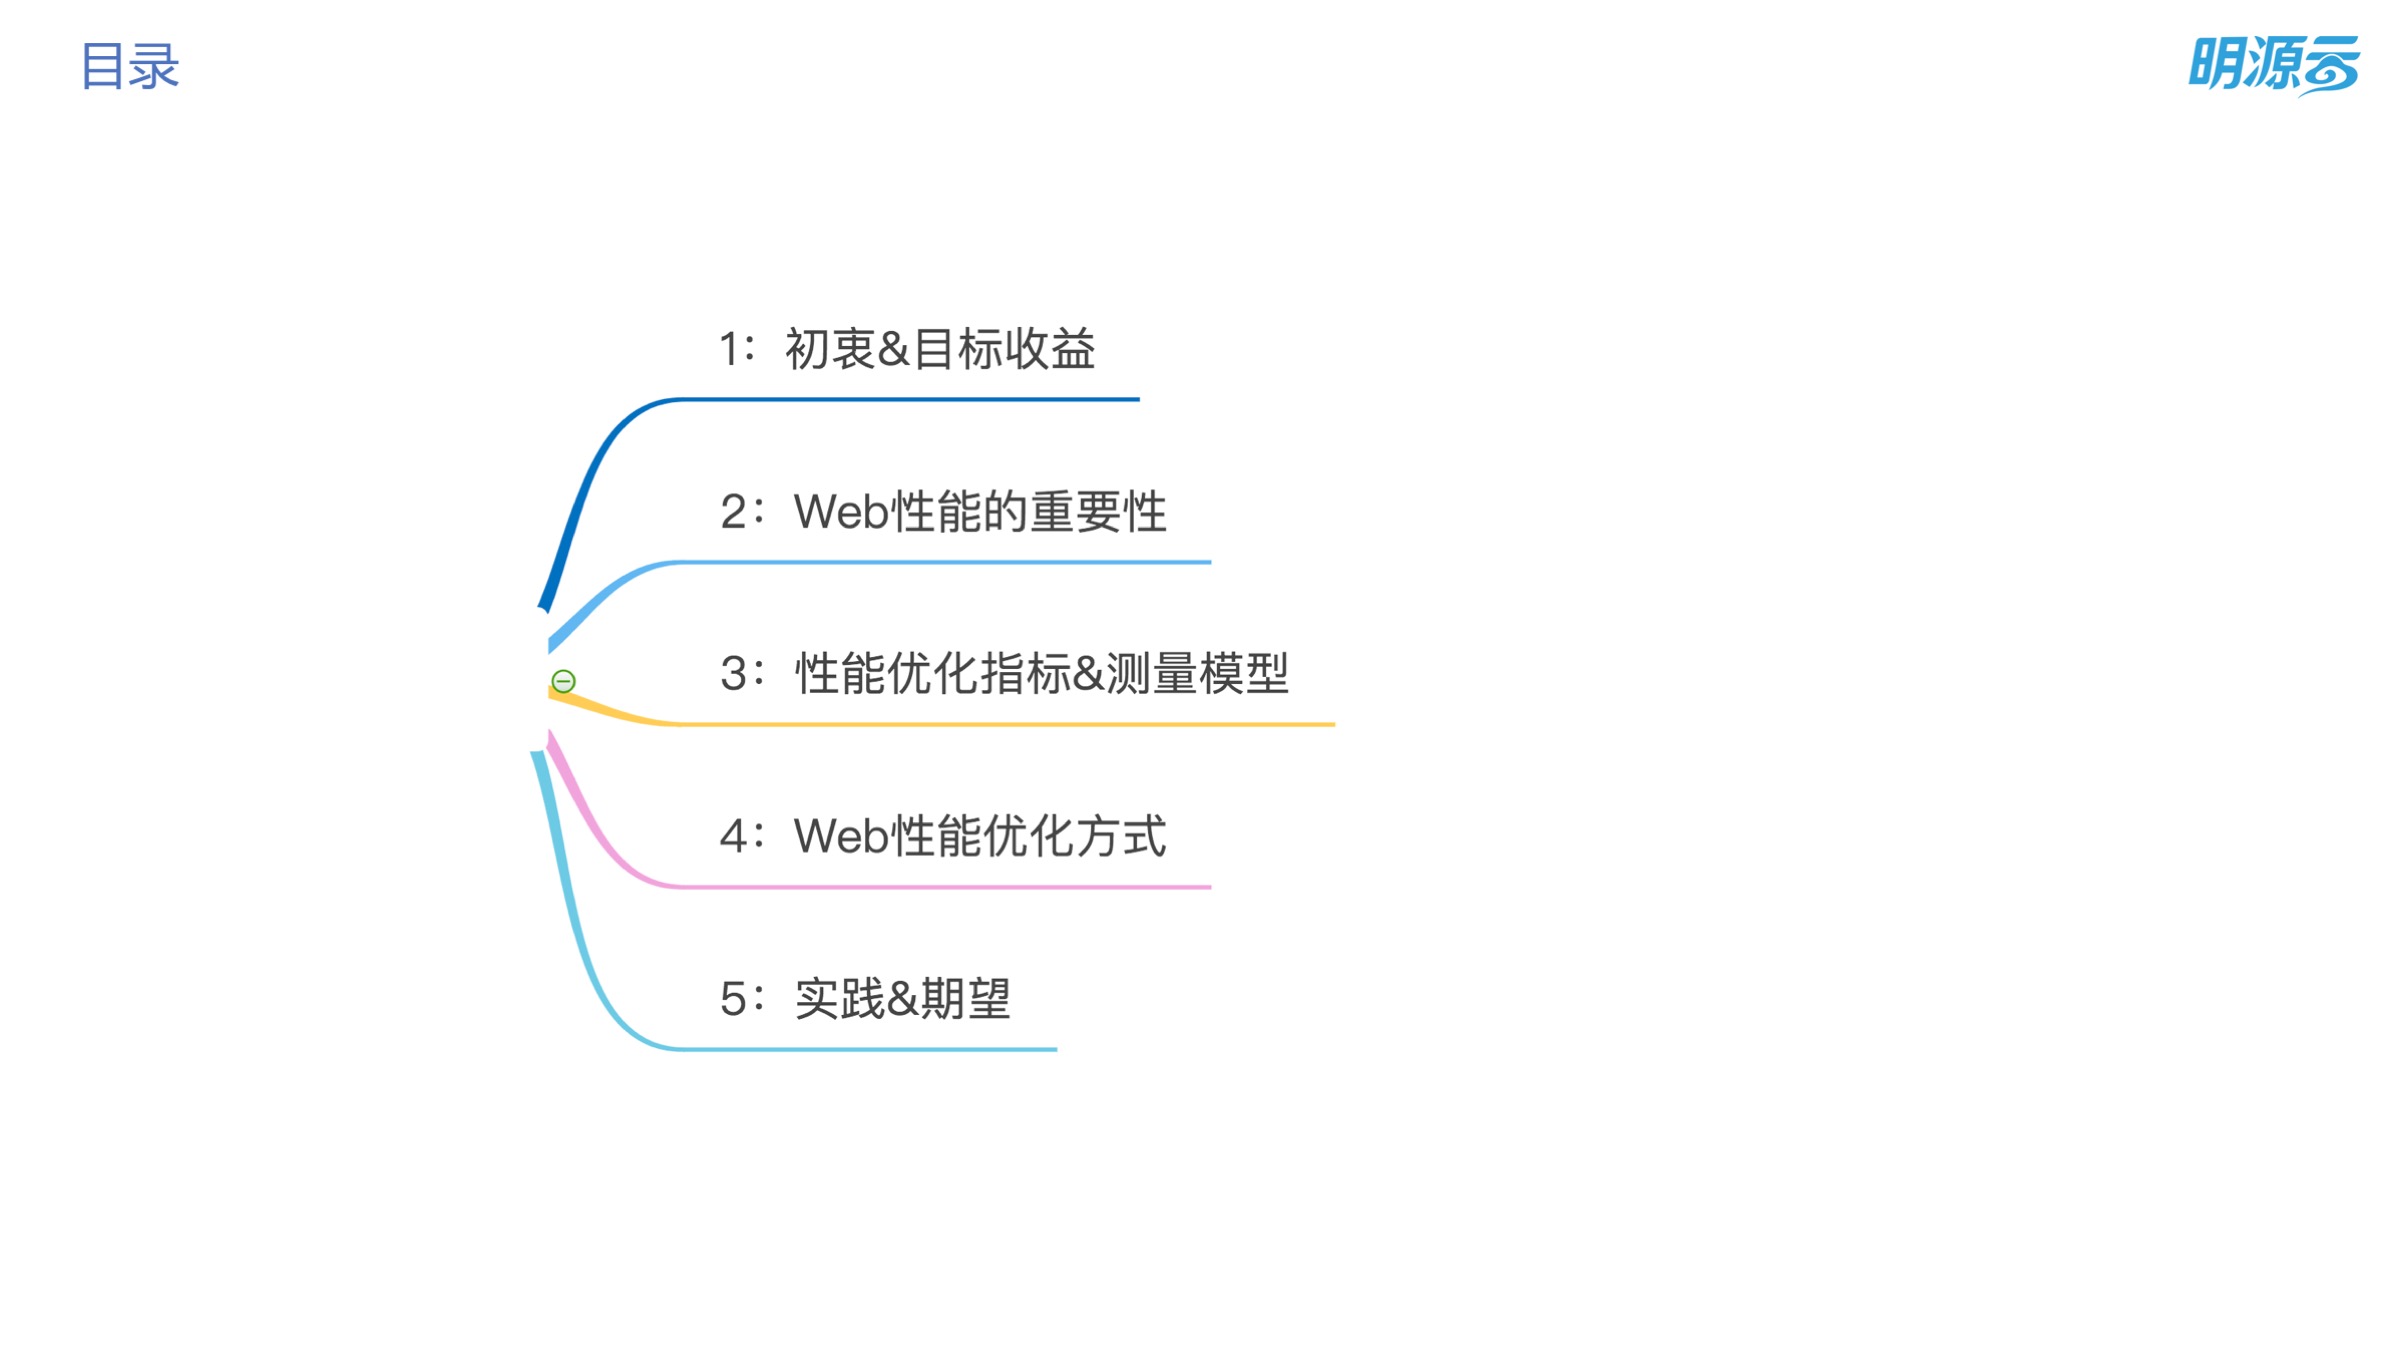 目录
明源云
1：初衷&目标收益
2：Web性能的重要性
3：性能优化指标&测量模型
4：Web性能优化方式
5：实践&期望